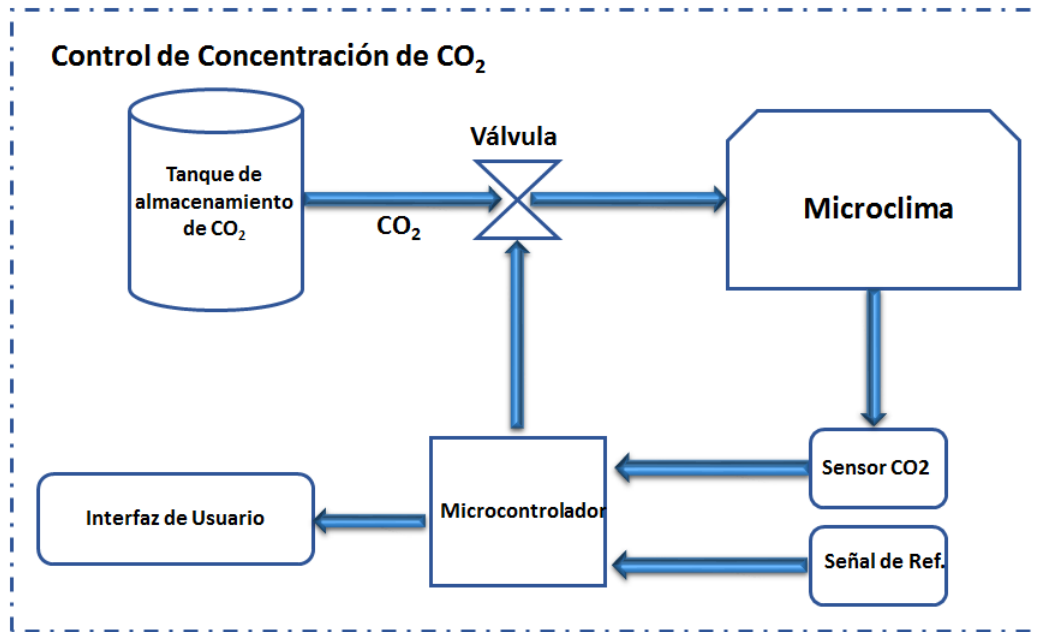 Control de Concentración de CO₂
Tanque de
almacenamiento
de CO₂
CO₂
Válvula
Microclima
Sensor CO2
Microcontrolador
Interfaz de Usuario
Señal de Ref.